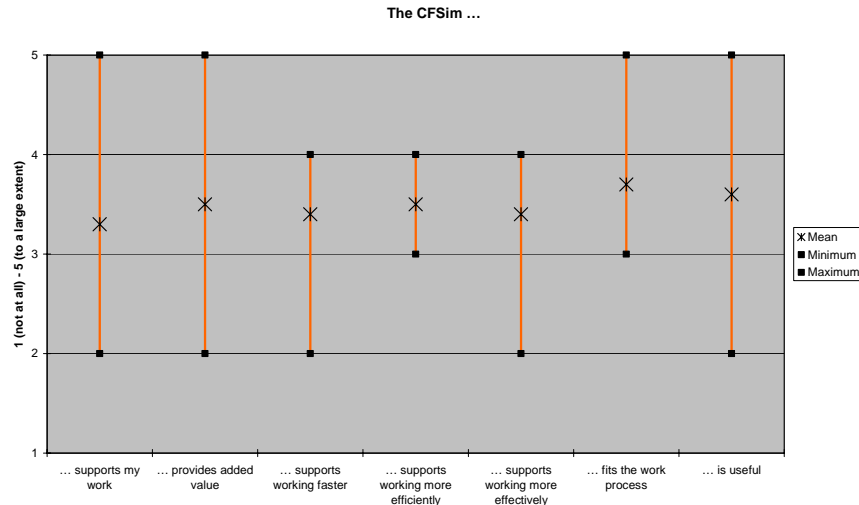 The CFSim …
1 (not at all) - 5 (to a large extent)
5
4
3
2
1
… supports my
work
… provides added
value
… supports
working faster
… supports
working more
efficiently
… supports
working more
effectively
… fits the work
process
… is useful
Mean
Minimum
Maximum